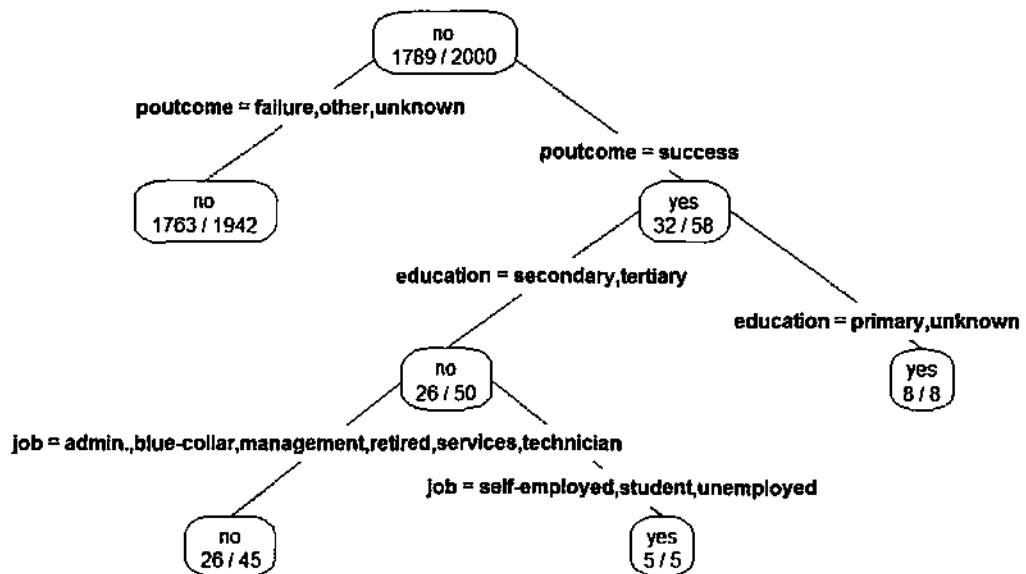 no
1789 / 2000
poutcome = failure,other,unknown
poutcome = success
no
1763 / 1942
yes
32 / 58
education = secondary,tertiary
education = primary,unknown
no
26 / 50
yes
8 / 8
job = admin.,blue-collar,management,retired,services,technician
job = self-employed,student,unemployed
no
26 / 45
yes
5 / 5